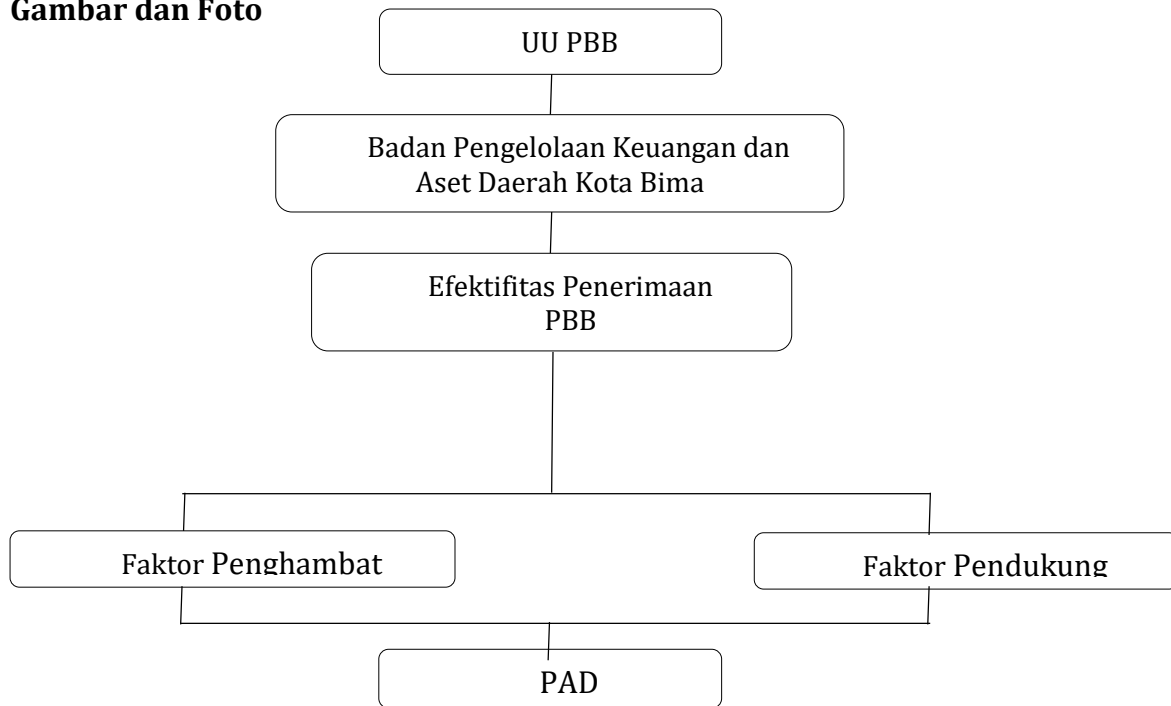 Gambar dan Foto
UU PBB
Badan Pengelolaan Keuangan dan
Aset Daerah Kota Bima
Efektifitas Penerimaan
PBB
Faktor Penghambat
Faktor Pendukung
PAD